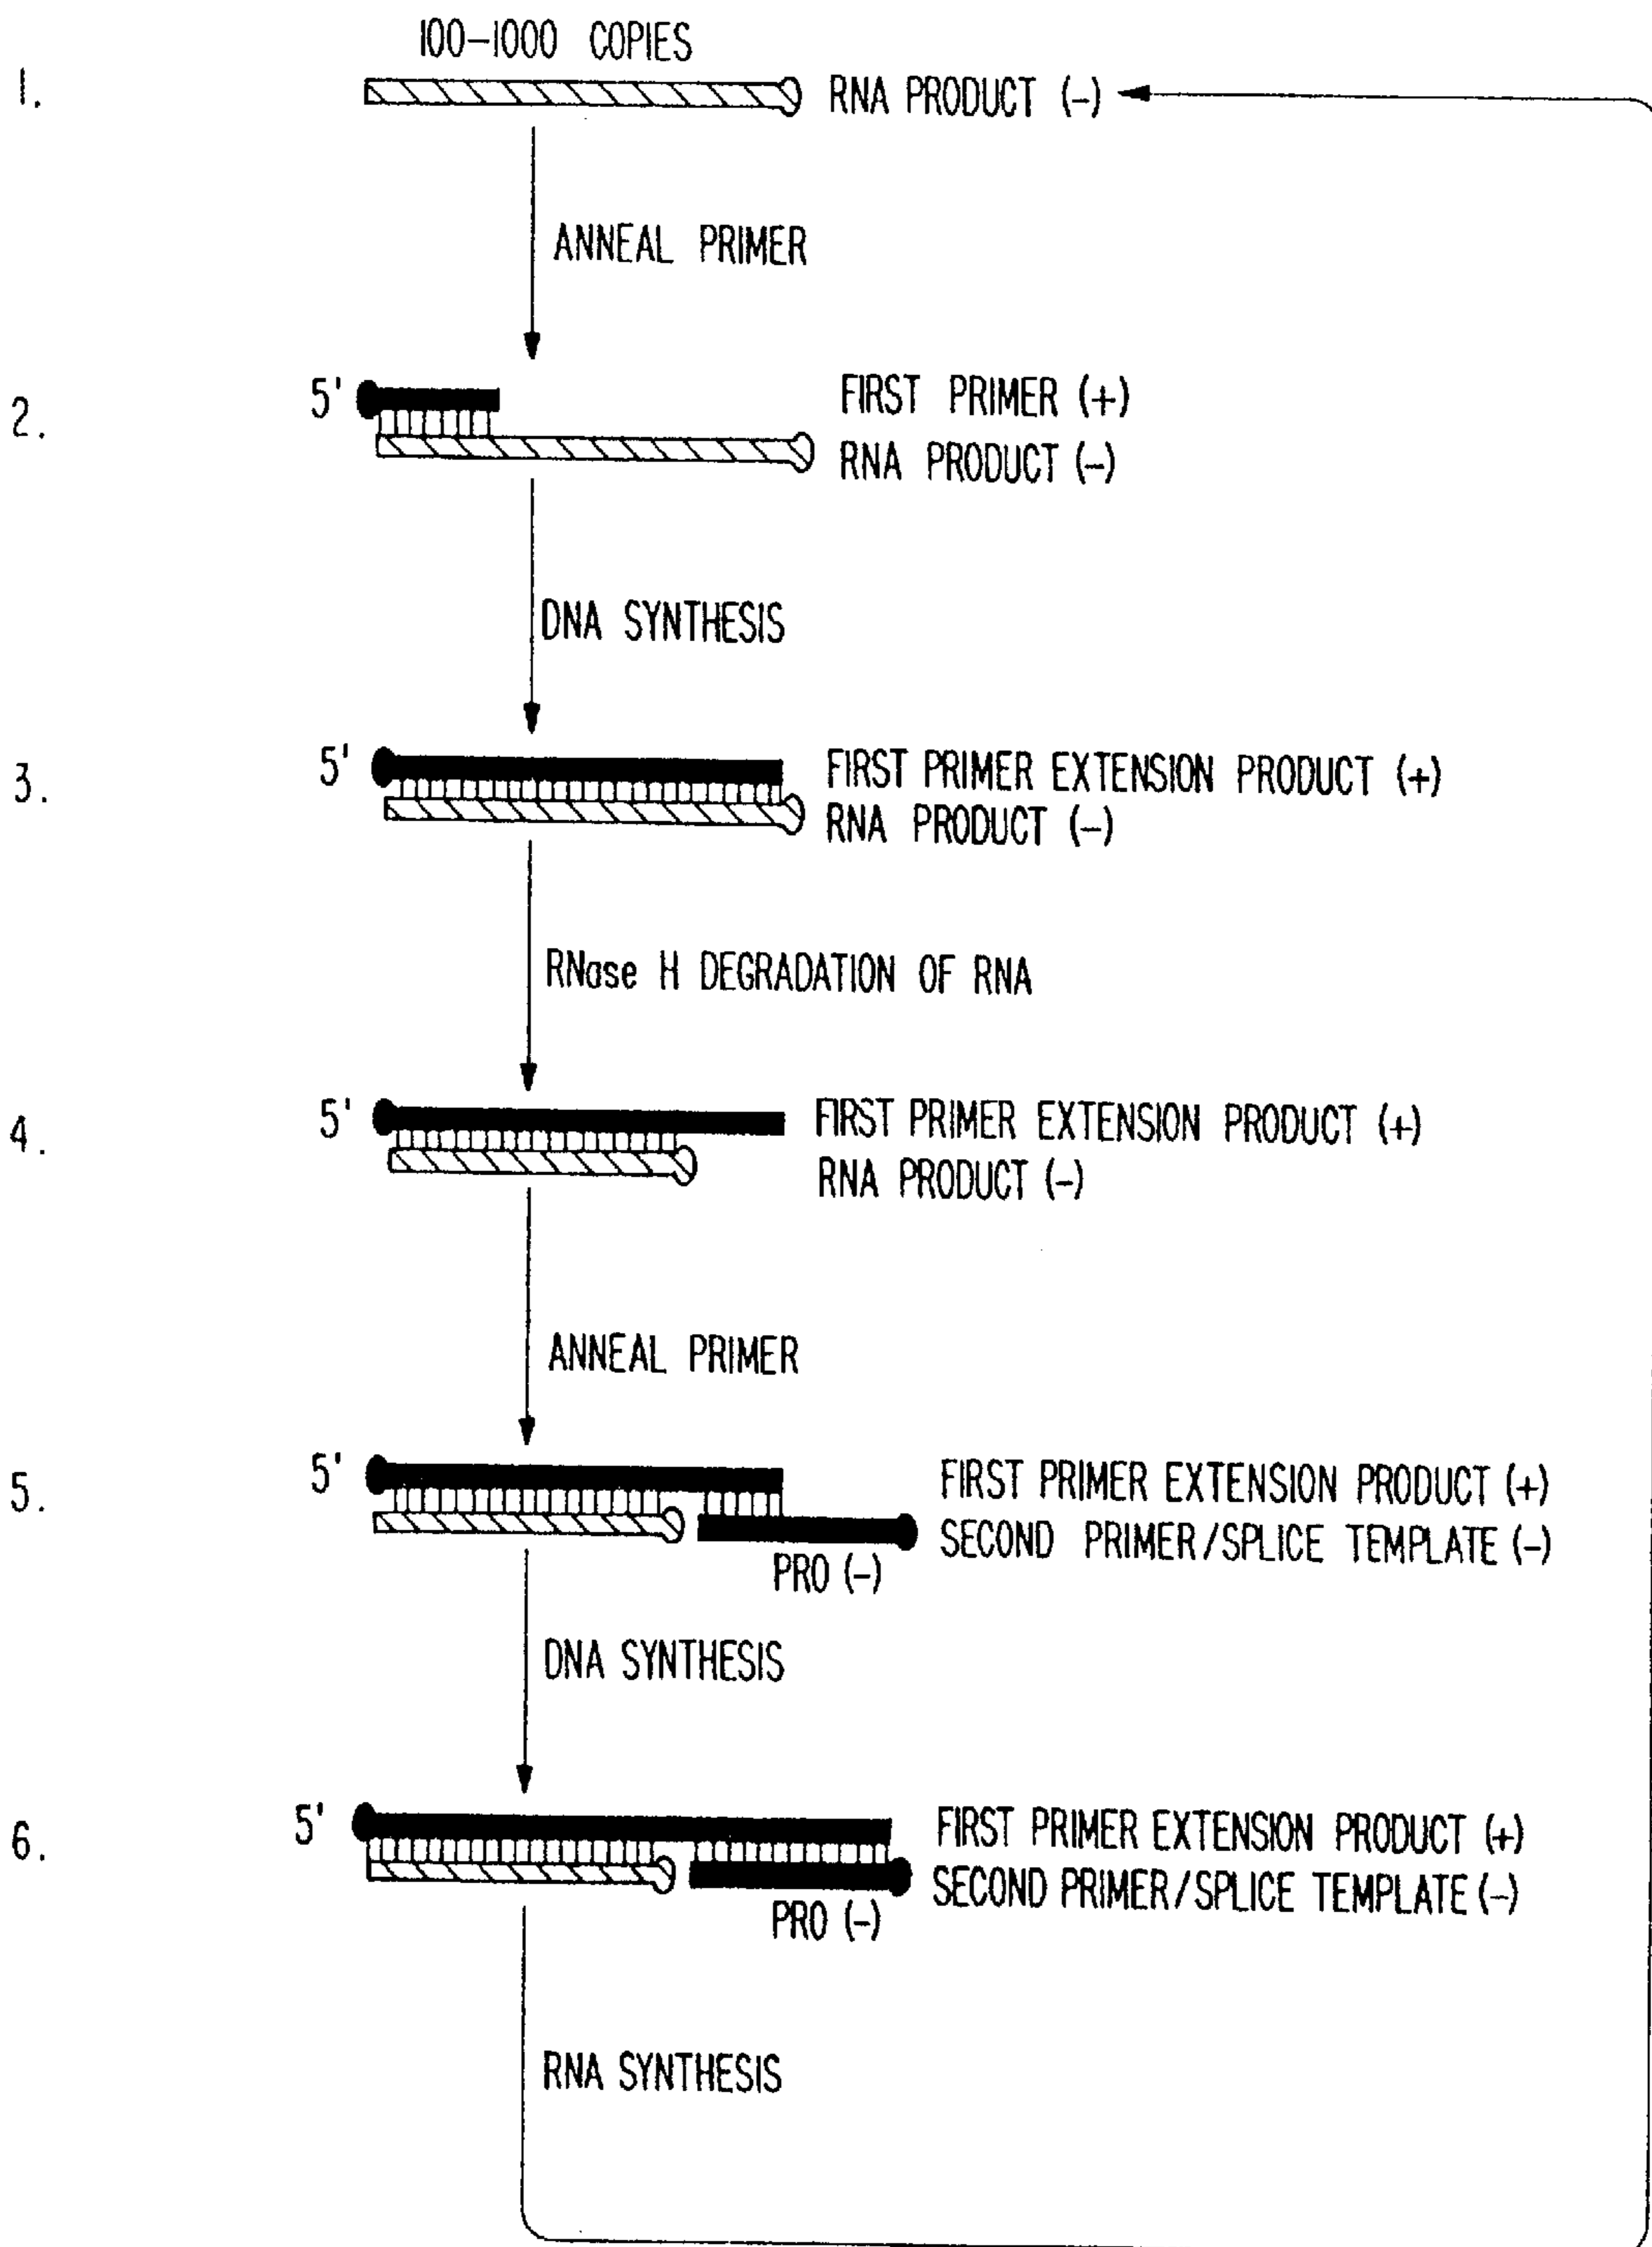 100-1000 COPIES
1. RNA PRODUCT (-)
ANNEAL PRIMER
2. 5' FIRST PRIMER (+)
RNA PRODUCT (-)
DNA SYNTHESIS
3. 5' FIRST PRIMER EXTENSION PRODUCT (+)
RNA PRODUCT (-)
RNase H DEGRADATION OF RNA
4. 5' FIRST PRIMER EXTENSION PRODUCT (+)
RNA PRODUCT (-)
ANNEAL PRIMER
5. 5' FIRST PRIMER EXTENSION PRODUCT (+)
SECOND PRIMER/SPLICE TEMPLATE (-)
PRO (-)
DNA SYNTHESIS
6. 5' FIRST PRIMER EXTENSION PRODUCT (+)
SECOND PRIMER/SPLICE TEMPLATE (-)
PRO (-)
RNA SYNTHESIS